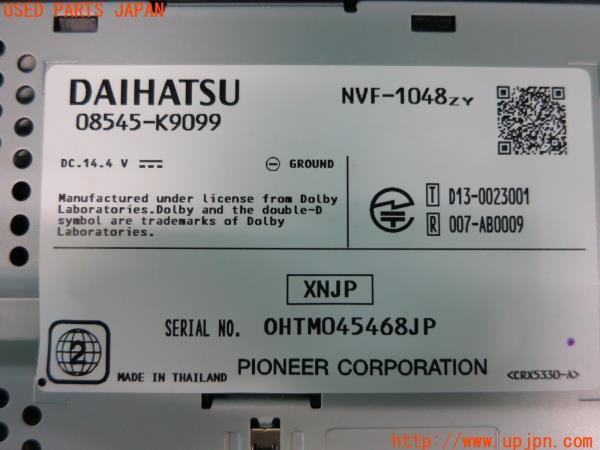 USED PARTS JAPAN
DAIHATSU
08545-K9099
NVF-1048ZY
DC.14.4 V
GROUND
Manufactured under license from Dolby
Laboratories.Dolby and the double-D
symbol are trademarks of Dolby
Laboratories.
T D13-0023001
R 007-AB0009
XNJP
SERIAL NO. OHTM045468JP
2
MADE IN THAILAND
PIONEER CORPORATION
<CRX5330-A>
http://www.upjpn.com